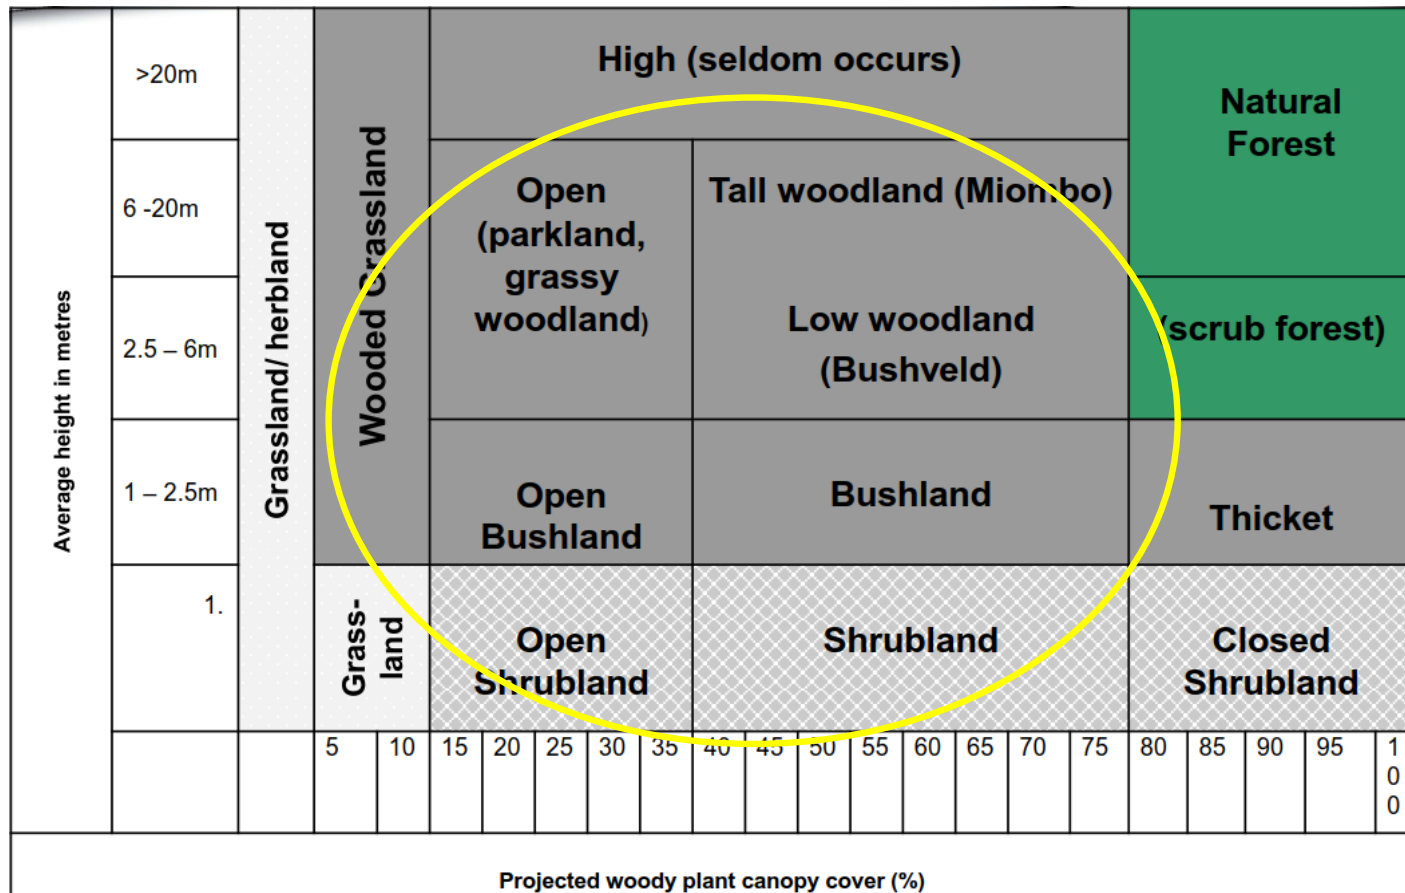 Average height in metres
>20m
6 -20m
2.5 – 6m
1 – 2.5m
1.
Grassland/ herbland
Wooded Grassland
Grass-
land
High (seldom occurs)
Open
(parkland,
grassy
woodland)
Tall woodland (Miombo)
Low woodland
(Bushveld)
Natural
Forest
(scrub forest)
Open
Bushland
Bushland
Thicket
Open
Shrubland
Shrubland
Closed
Shrubland
5 10 15 20 25 30 35 40 45 50 55 60 65 70 75 80 85 90 95 100
Projected woody plant canopy cover (%)